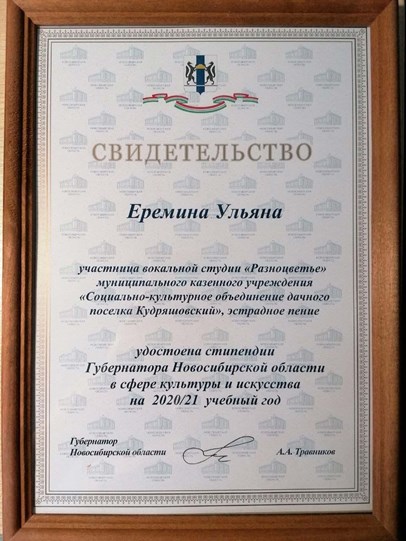 СВИДЕТЕЛЬСТВО
Еремина Ульяна
участница вокальной студии «Разноцветье»
муниципального казенного учреждения
«Социально-культурное объединение дачного
поселка Кудряшовский», эстрадное пение
удостоена стипендии
Губернатора Новосибирской области
в сфере культуры и искусства
на 2020/21 учебный год
Губернатор
Новосибирской области
А.А. Травников